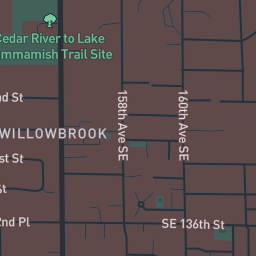 Cedar River to Lake
mmamish Trail Site
nd St
158th Ave SE
160th Ave SE
WILLOWBROOK
st St
St
2nd Pl
SE 136th St